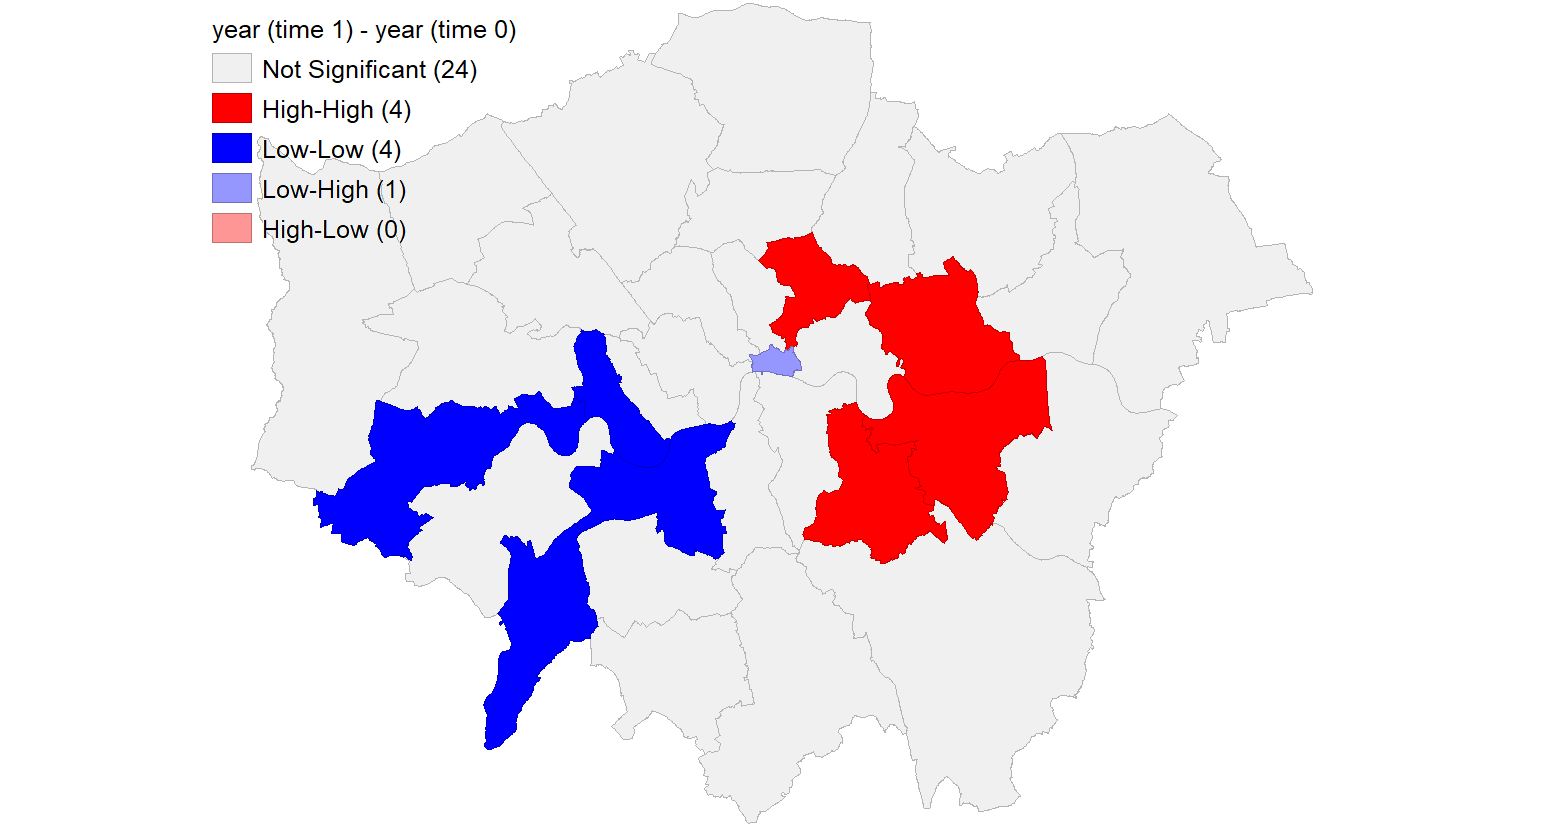 year (time 1) - year (time 0)
Not Significant (24)
High-High (4)
Low-Low (4)
Low-High (1)
High-Low (0)